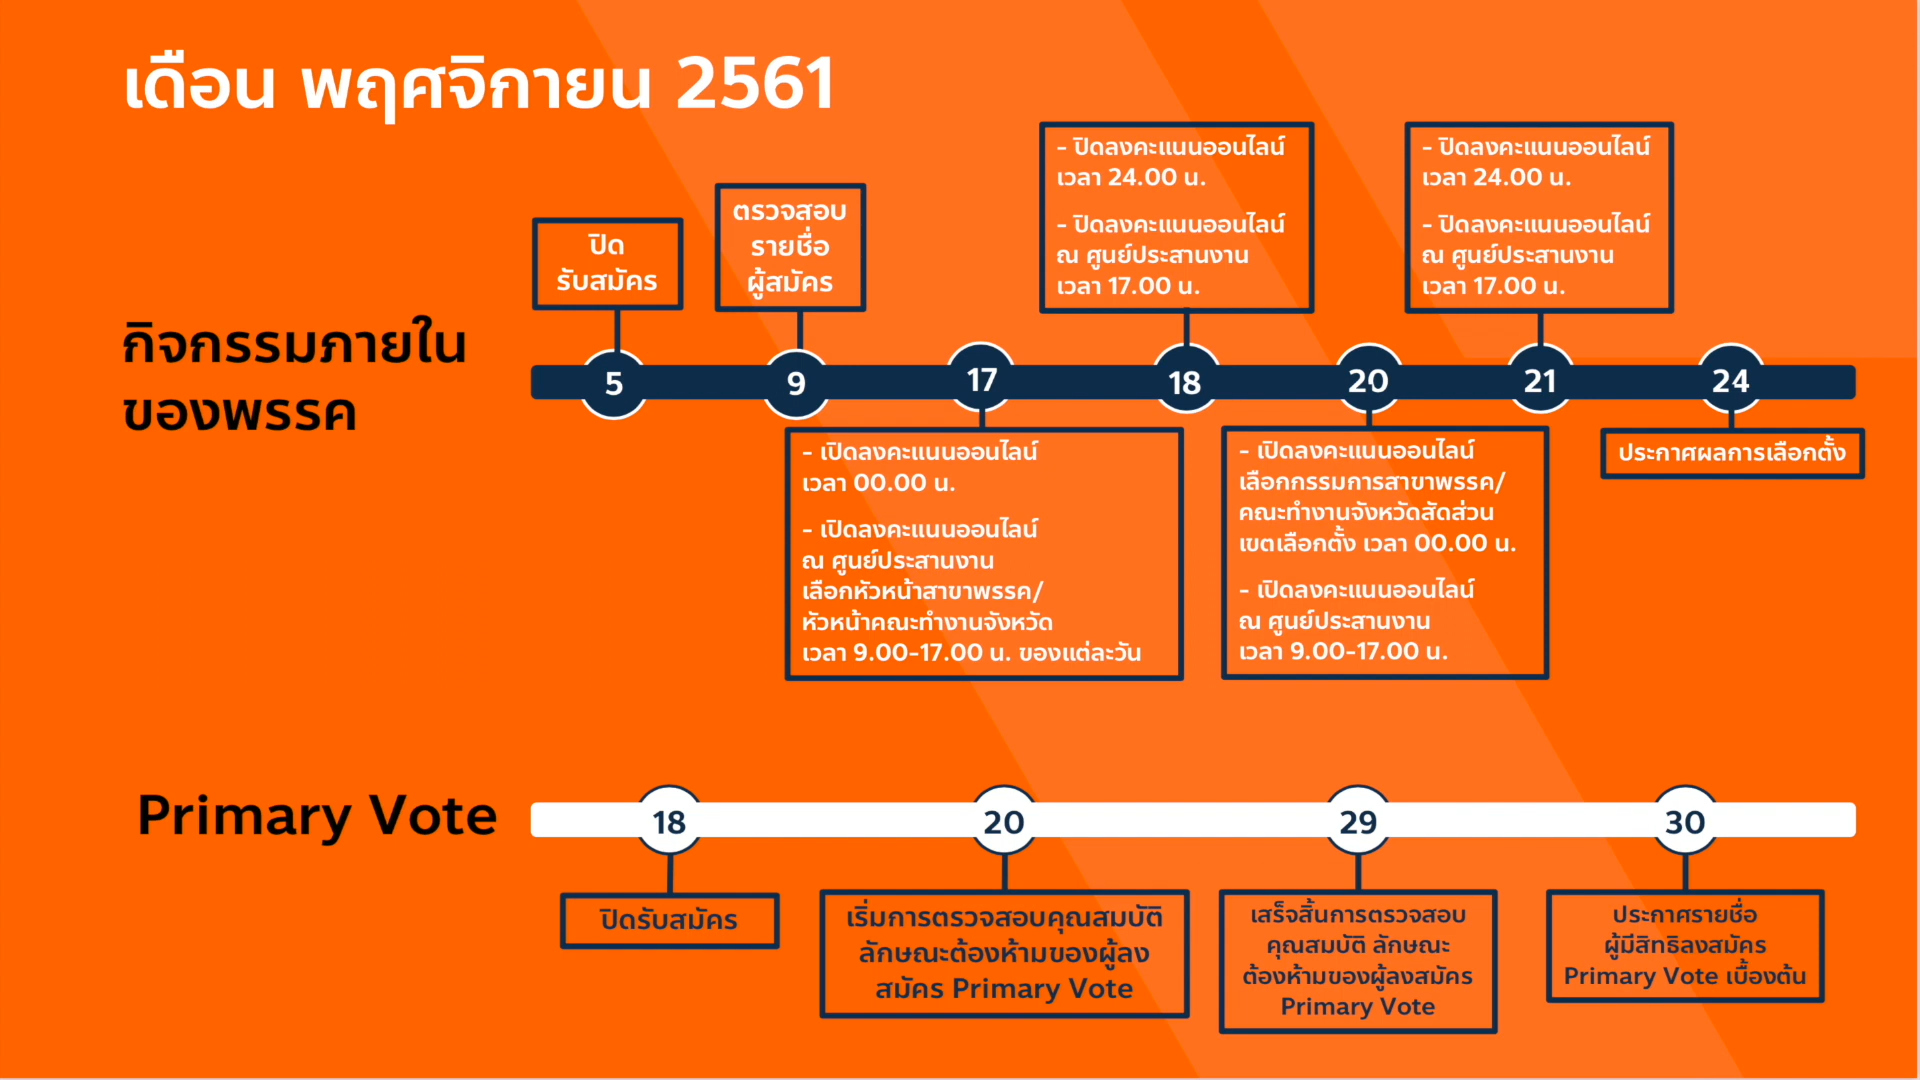 เดือน พฤศจิกายน 2561
กิจกรรมภายใน
ของพรรค
5
ปิด
รับสมัคร
9
ตรวจสอบ
รายชื่อ
ผู้สมัคร
17
- เปิดลงคะแนนออนไลน์
เวลา 00.00 น.
- เปิดลงคะแนนออนไลน์
ณ ศูนย์ประสานงาน
เลือกหัวหน้าสาขาพรรค/
หัวหน้าคณะทำงานจังหวัด
เวลา 9.00-17.00 น. ของแต่ละวัน
18
- ปิดลงคะแนนออนไลน์
เวลา 24.00 น.
- ปิดลงคะแนนออนไลน์
ณ ศูนย์ประสานงาน
เวลา 17.00 น.
20
- เปิดลงคะแนนออนไลน์
เลือกกรรมการสาขาพรรค/
คณะทำงานจังหวัดสัดส่วน
เขตเลือกตั้ง เวลา 00.00 น.
- เปิดลงคะแนนออนไลน์
ณ ศูนย์ประสานงาน
เวลา 9.00-17.00 น.
21
- ปิดลงคะแนนออนไลน์
เวลา 24.00 น.
- ปิดลงคะแนนออนไลน์
ณ ศูนย์ประสานงาน
เวลา 17.00 น.
24
ประกาศผลการเลือกตั้ง
Primary Vote
18
ปิดรับสมัคร
20
เริ่มการตรวจสอบคุณสมบัติ
ลักษณะต้องห้ามของผู้ลง
สมัคร Primary Vote
29
เสร็จสิ้นการตรวจสอบ
คุณสมบัติ ลักษณะ
ต้องห้ามของผู้ลงสมัคร
Primary Vote
30
ประกาศรายชื่อ
ผู้มีสิทธิลงสมัคร
Primary Vote เบื้องต้น